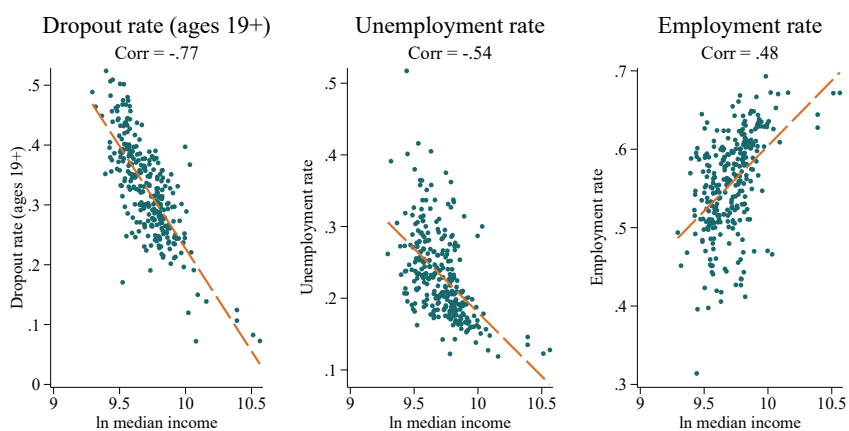 Dropout rate (ages 19+)
Corr = -.77
Dropout rate (ages 19+)
.5
.4
.3
.2
.1
0
9
9.5
10
10.5
ln median income
Unemployment rate
Corr = -.54
Unemployment rate
.5
.4
.3
.2
.1
9
9.5
10
10.5
ln median income
Employment rate
Corr = .48
Employment rate
.7
.6
.5
.4
.3
9
9.5
10
10.5
ln median income